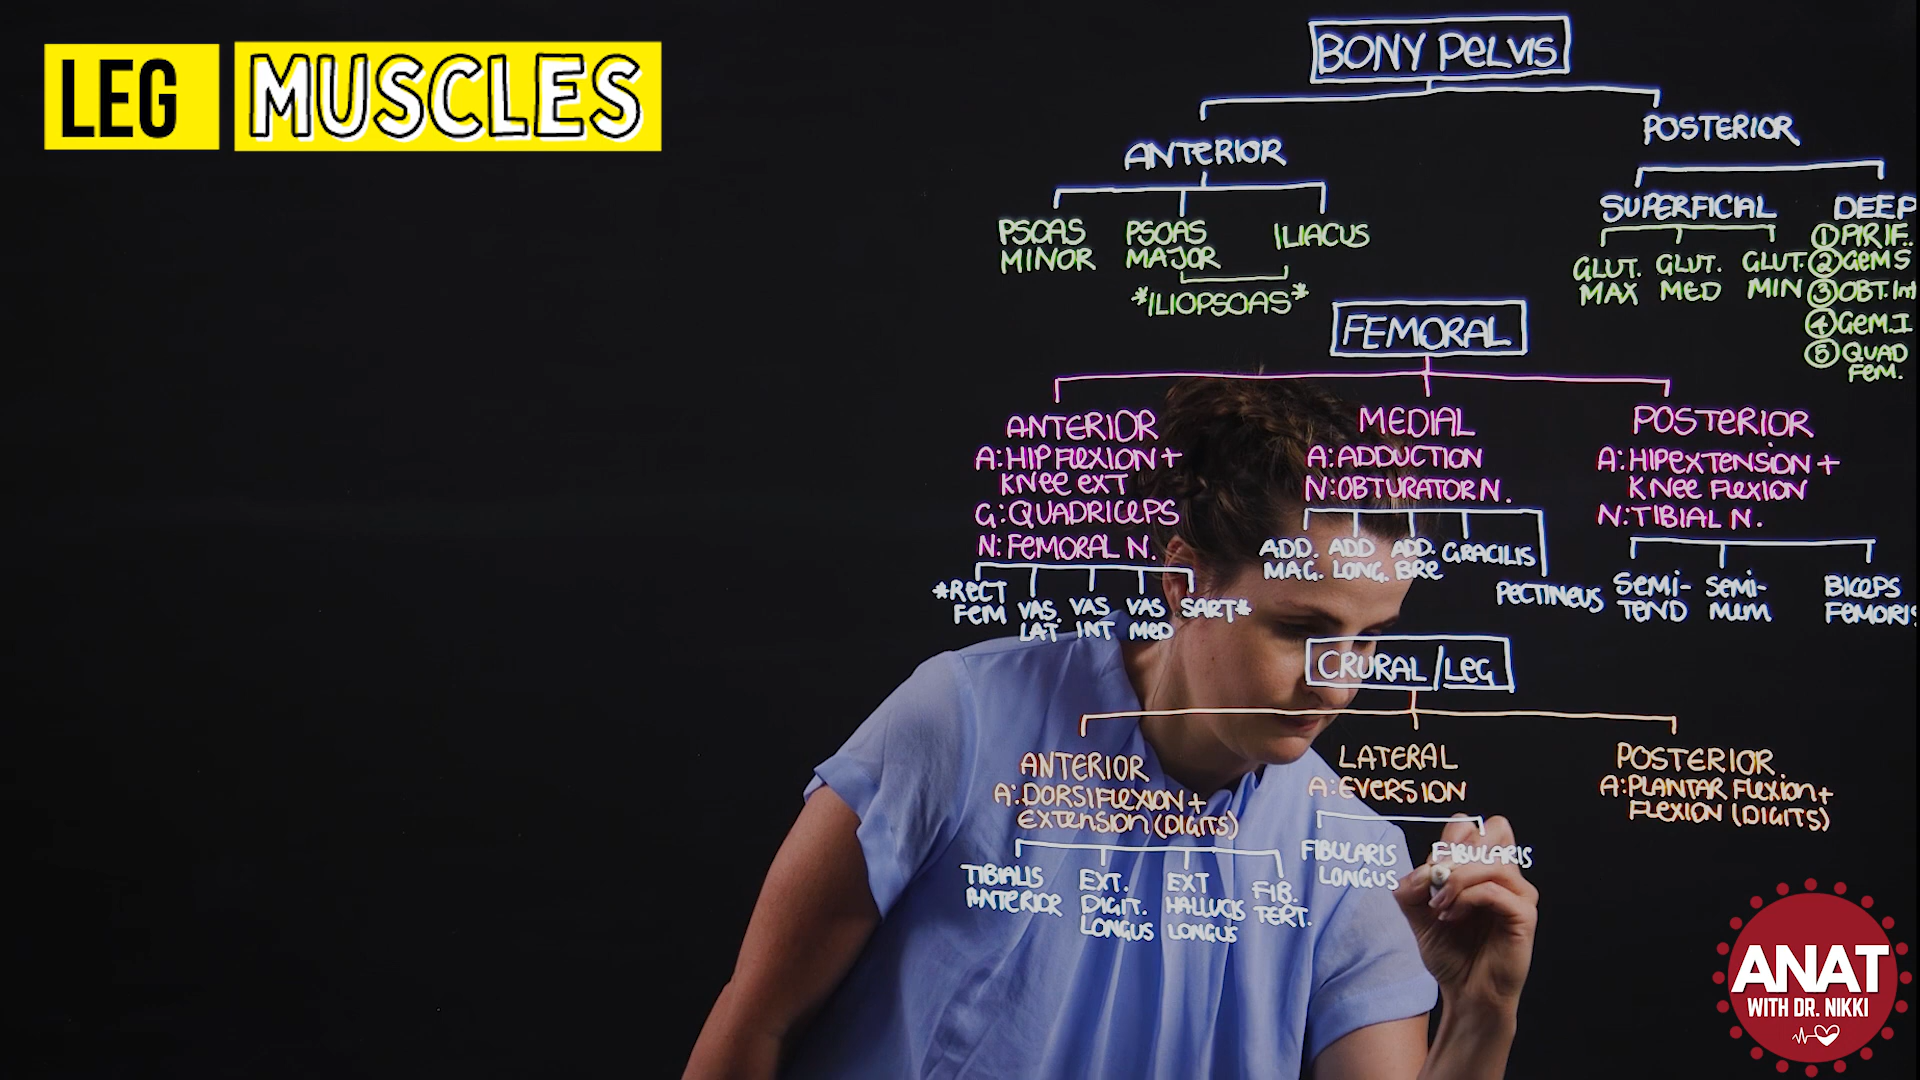 LEG MUSCLES
BONY PELVIS
ANTERIOR
POSTERIOR
PSOAS
MINOR
PSOAS
MAJOR
ILIACUS
*ILIOPSOAS*
SUPERFICIAL
GLUT.
MAX
GLUT.
MED
GLUT.
MIN
DEEP
①PIRIF.
②GEMS
③OBT.Int
④GEM.I
⑤QUAD
FEM.
FEMORAL
ANTERIOR
A:HIP FLEXION +
KNEE EXT
G:QUADRICEPS
N:FEMORAL N.
*RECT
FEM
VAS.
LAT
VAS
INT
VAS
MED
SART*
MEDIAL
A:ADDUCTION
N:OBTURATOR N.
ADD.
MAG.
ADD
LONG.
ADD.
BRE
GRACILIS
PECTINEUS
POSTERIOR
A:HIPEXTENSION +
KNEE FLEXION
N:TIBIAL N.
SEMI-
TEND
SEMI-
MEM
BICEPS
FEMORIS
CRURAL/LEG
ANTERIOR
A:DORSIFLEXION +
EXTENSION (DIGITS)
TIBIALIS
ANTERIOR
EXT.
DIGIT.
LONGUS
EXT
HALLUCIS
LONGUS
FIB.
TERT.
LATERAL
A:EVERSION
FIBULARIS
LONGUS
FIBULARIS
POSTERIOR
A:PLANTAR FLEXION +
FLEXION (DIGITS)
ANAT
WITH DR. NIKKI